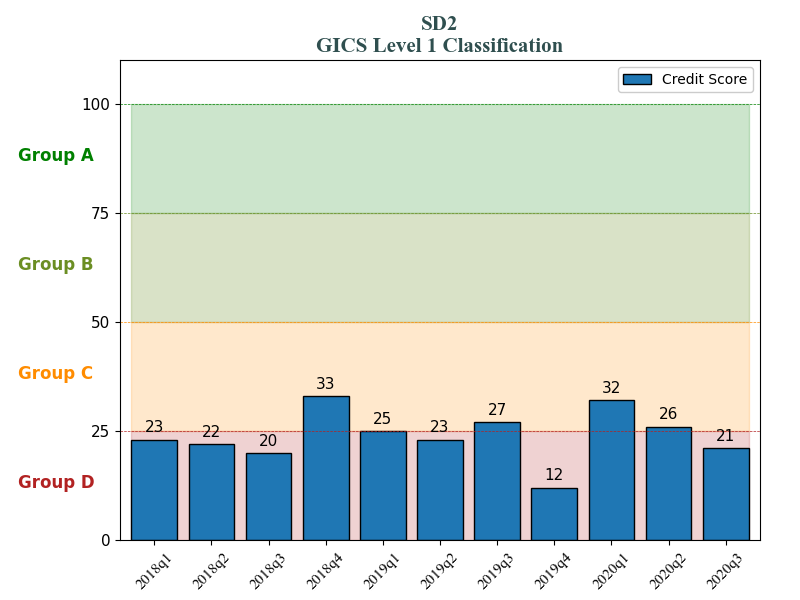 SD2
GICS Level 1 Classification
Credit Score
100
Group A
75
Group B
50
Group C
33
32
27
26
25
23
22
20
25
23
21
12
Group D
0
2018q1
2018q2
2018q3
2018q4
2019q1
2019q2
2019q3
2019q4
2020q1
2020q2
2020q3